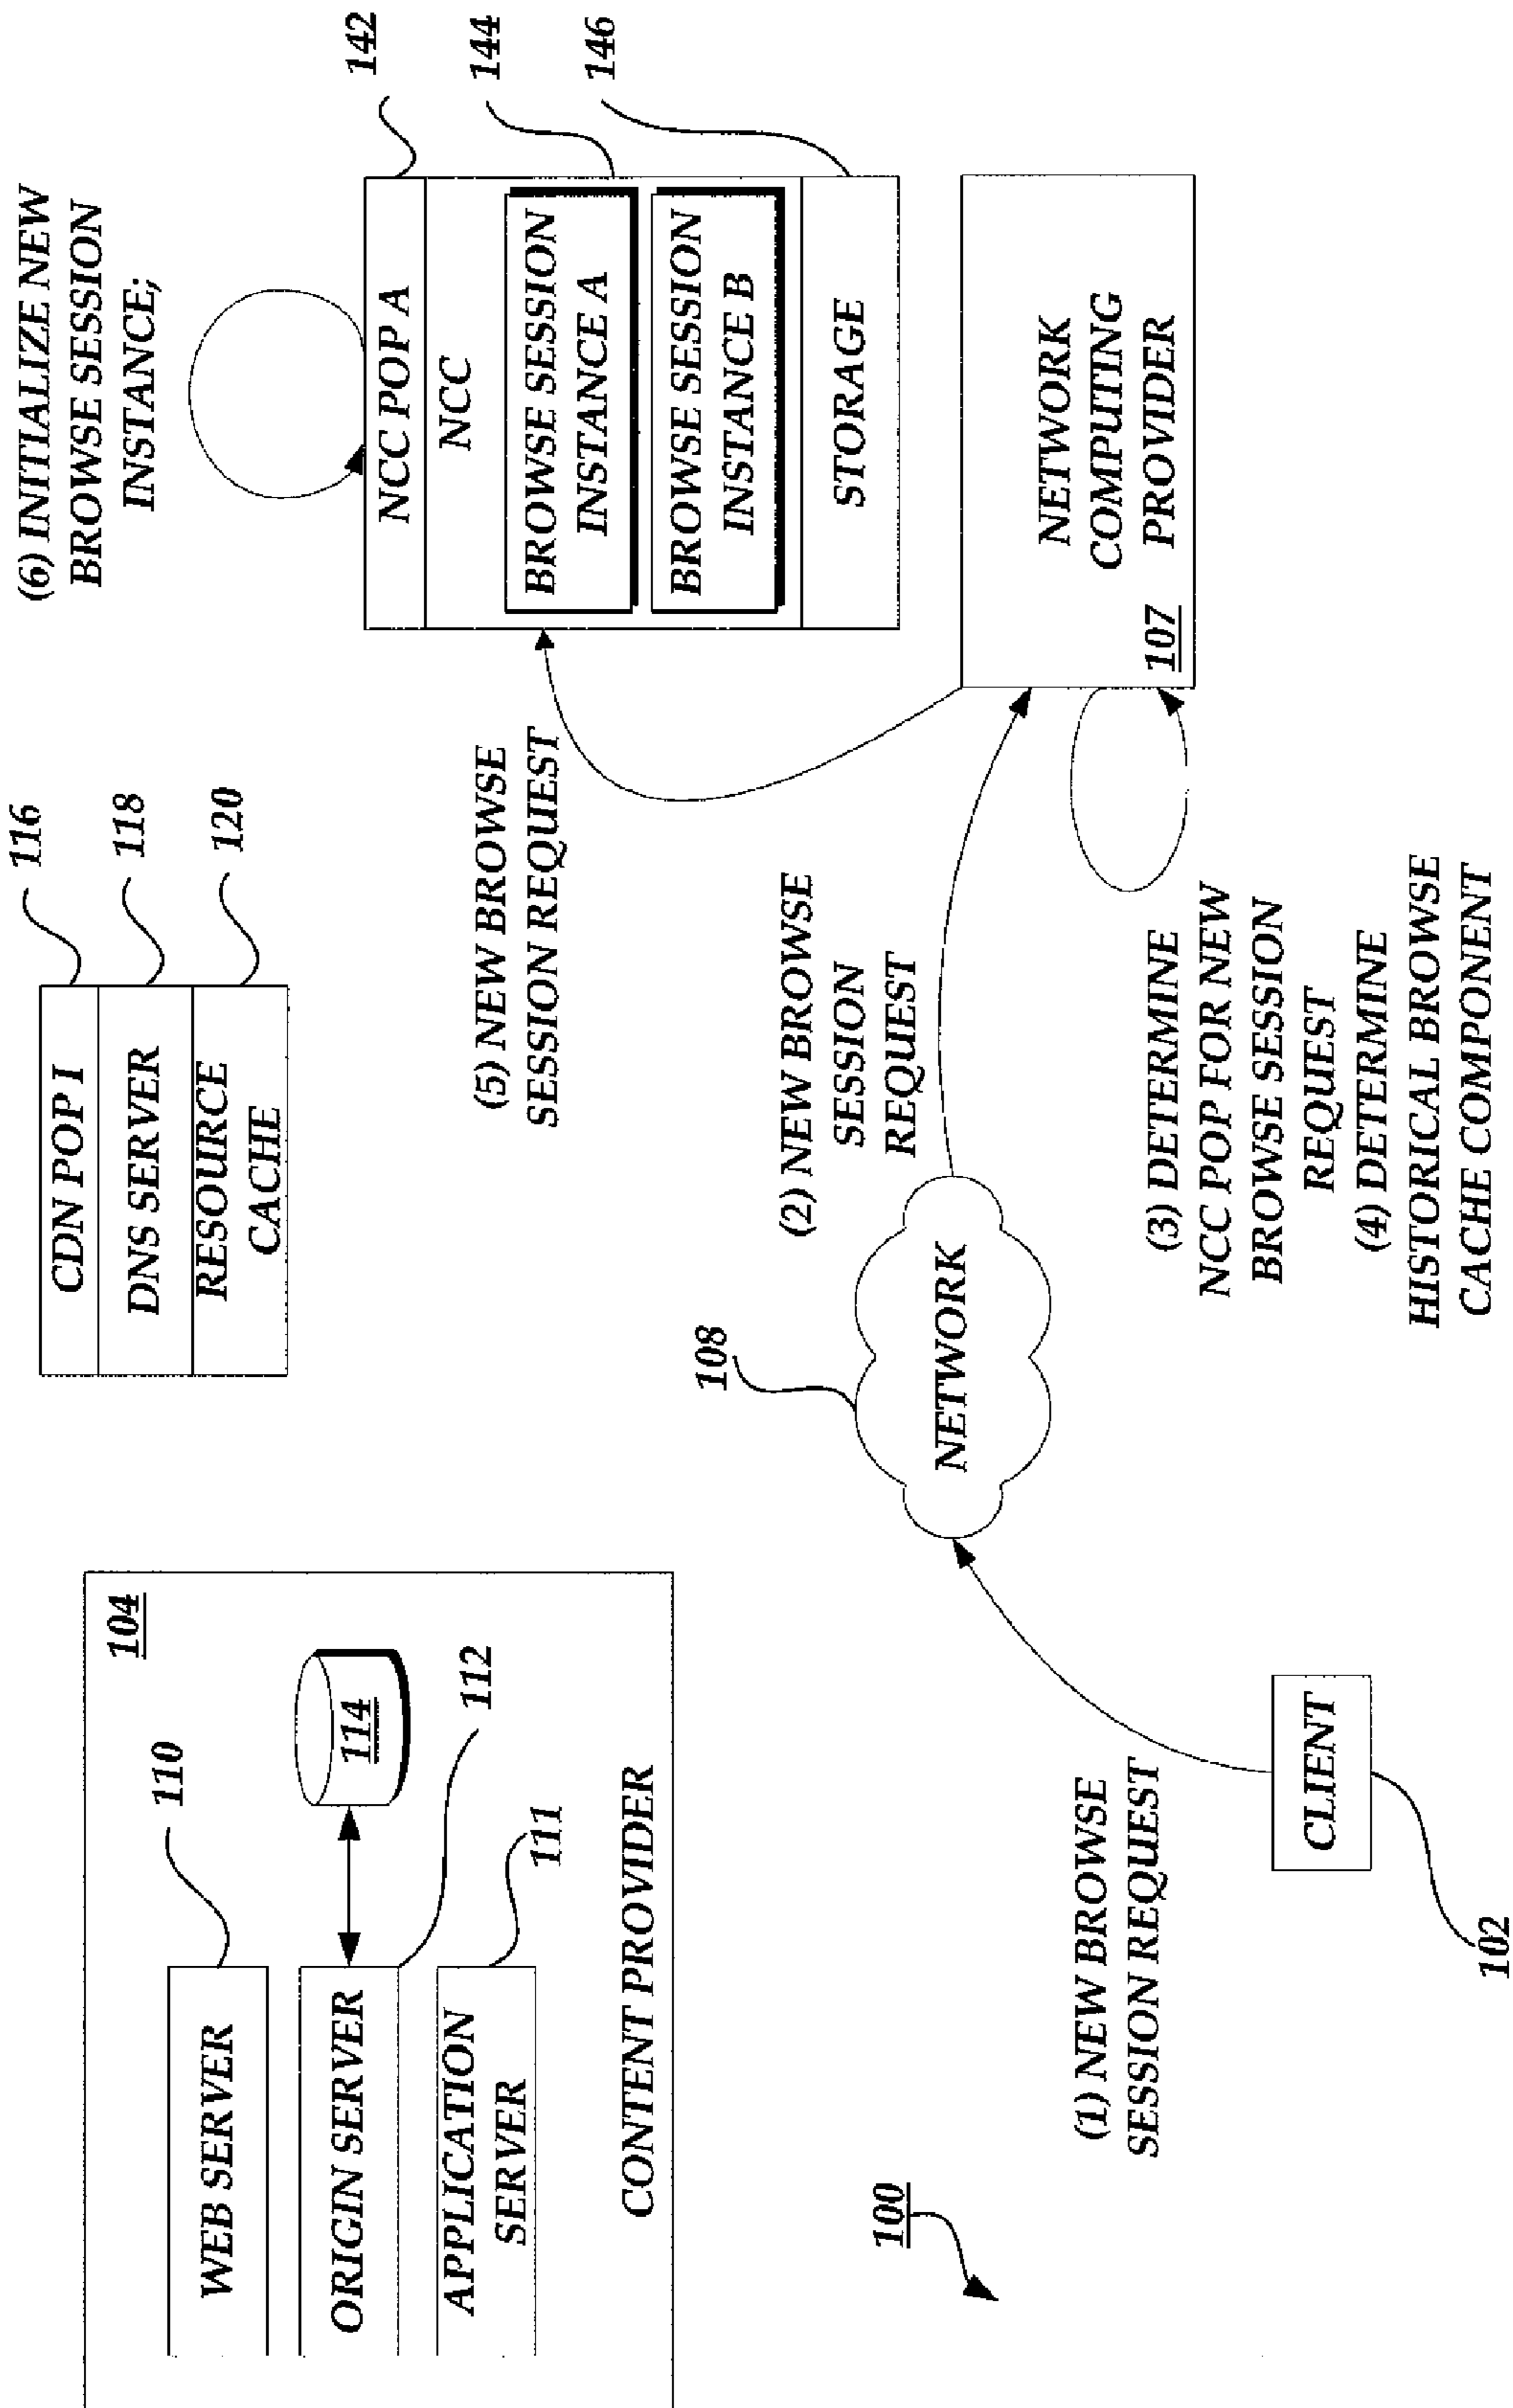 104
110
WEB SERVER
114
ORIGIN SERVER
112
APPLICATION
SERVER
111
CONTENT PROVIDER
CDN POP I
116
DNS SERVER
118
RESOURCE
CACHE
120
(6) INITIALIZE NEW
BROWSE SESSION
INSTANCE;
NCC POP A
142
NCC
BROWSE SESSION
INSTANCE A
144
BROWSE SESSION
INSTANCE B
STORAGE
146
(5) NEW BROWSE
SESSION REQUEST
NETWORK
COMPUTING
PROVIDER
107
(2) NEW BROWSE
SESSION
REQUEST
108
NETWORK
(3) DETERMINE
NCC POP FOR NEW
BROWSE SESSION
REQUEST
(4) DETERMINE
HISTORICAL BROWSE
CACHE COMPONENT
(1) NEW BROWSE
SESSION REQUEST
CLIENT
102
100